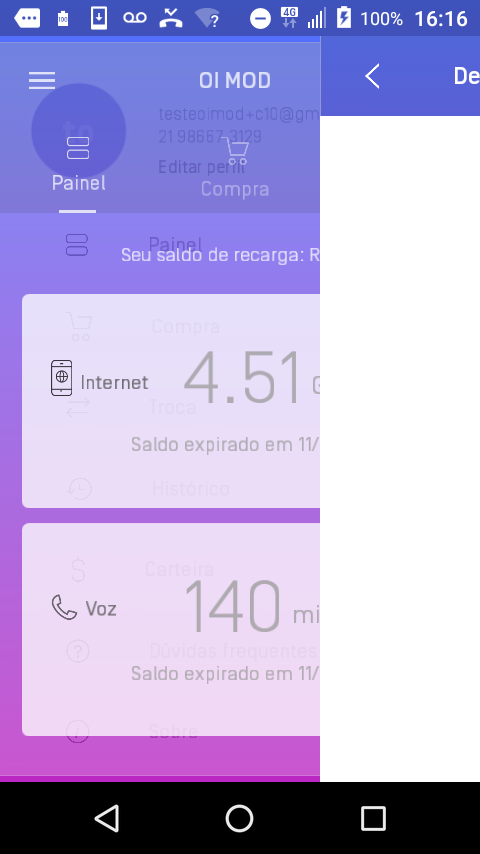 100% 16:16
4G
100
?
OI MOD
De
testeoimod+c10@gm
21 98667-3129
Editar perfil
Painel
Compra
Painel
Seu saldo de recarga: R
Compra
Internet
4.51
Troca
Saldo expirado em 11/
Histórico
Carteira
Voz
140 mi
Dúvidas frequentes
Saldo expirado em 11/
Sobre